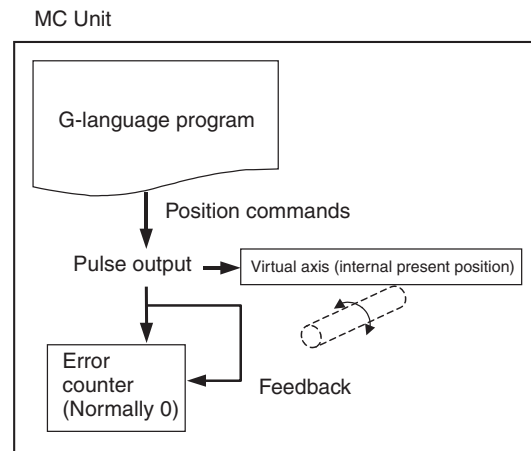 MC Unit
G-language program
Position commands
Pulse output
Virtual axis (internal present position)
Error
counter
(Normally 0)
Feedback